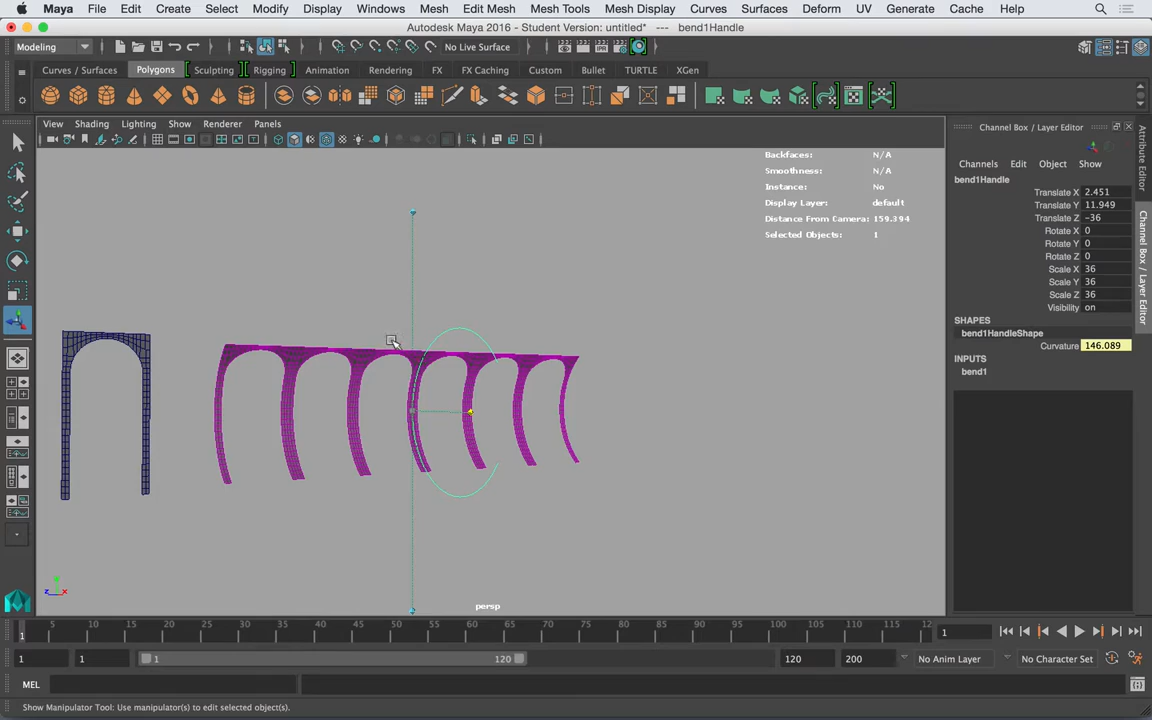 Maya File Edit Create Select Modify Display Windows Mesh Edit Mesh Mesh Tools Mesh Display Curves Surfaces Deform UV Generate Cache Help
Autodesk Maya 2016 - Student Version: untitled* --- bend1Handle
Modeling No Live Surface
Curves / Surfaces Polygons Sculpting Rigging Animation Rendering FX FX Caching Custom Bullet TURTLE XGen
View Shading Lighting Show Renderer Panels
Backfaces: N/A
Smoothness: N/A
Instance: No
Display Layer: default
Distance From Camera: 159.394
Selected Objects: 1
persp
Channel Box / Layer Editor
Channels Edit Object Show
bend1Handle
Translate X 2.451
Translate Y 11.949
Translate Z -36
Rotate X 0
Rotate Y 0
Rotate Z 0
Scale X 36
Scale Y 36
Scale Z 36
Visibility on
SHAPES
bend1HandleShape
Curvature 146.089
INPUTS
bend1
Attribute Editor
Channel Box / Layer Editor
1 5 10 15 20 25 30 35 40 45 50 55 60 65 70 75 80 85 90 95 100 105 110 115 12 1
1 1 1 120 120 200 No Anim Layer No Character Set
MEL
Show Manipulator Tool: Use manipulator(s) to edit selected object(s).